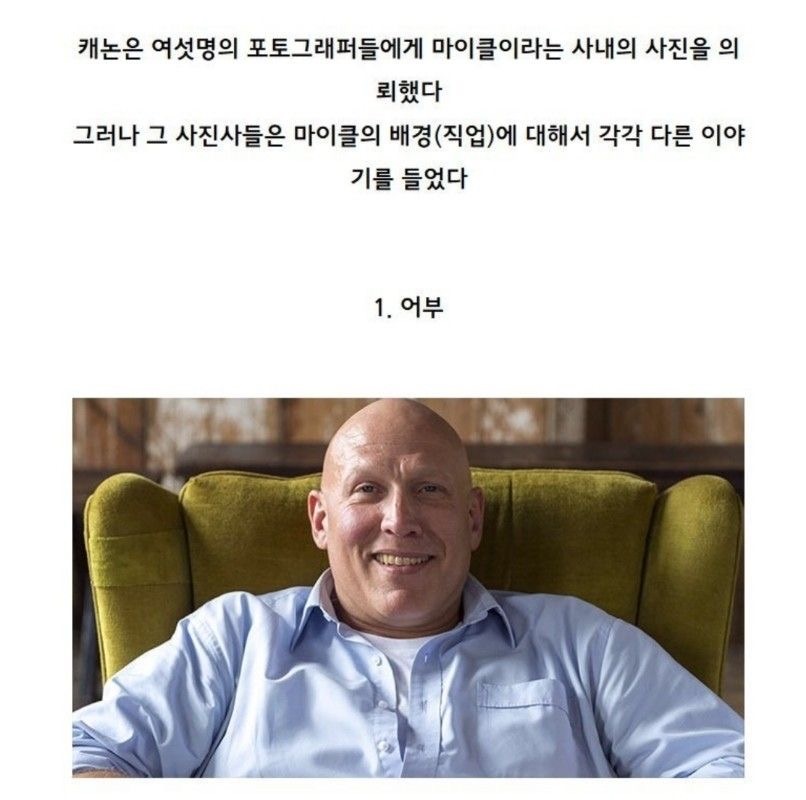 캐논은 여섯명의 포토그래퍼들에게 마이클이라는 사내의 사진을 의
뢰했다
그러나 그 사진사들은 마이클의 배경(직업)에 대해서 각각 다른 이야
기를 들었다
1. 어부